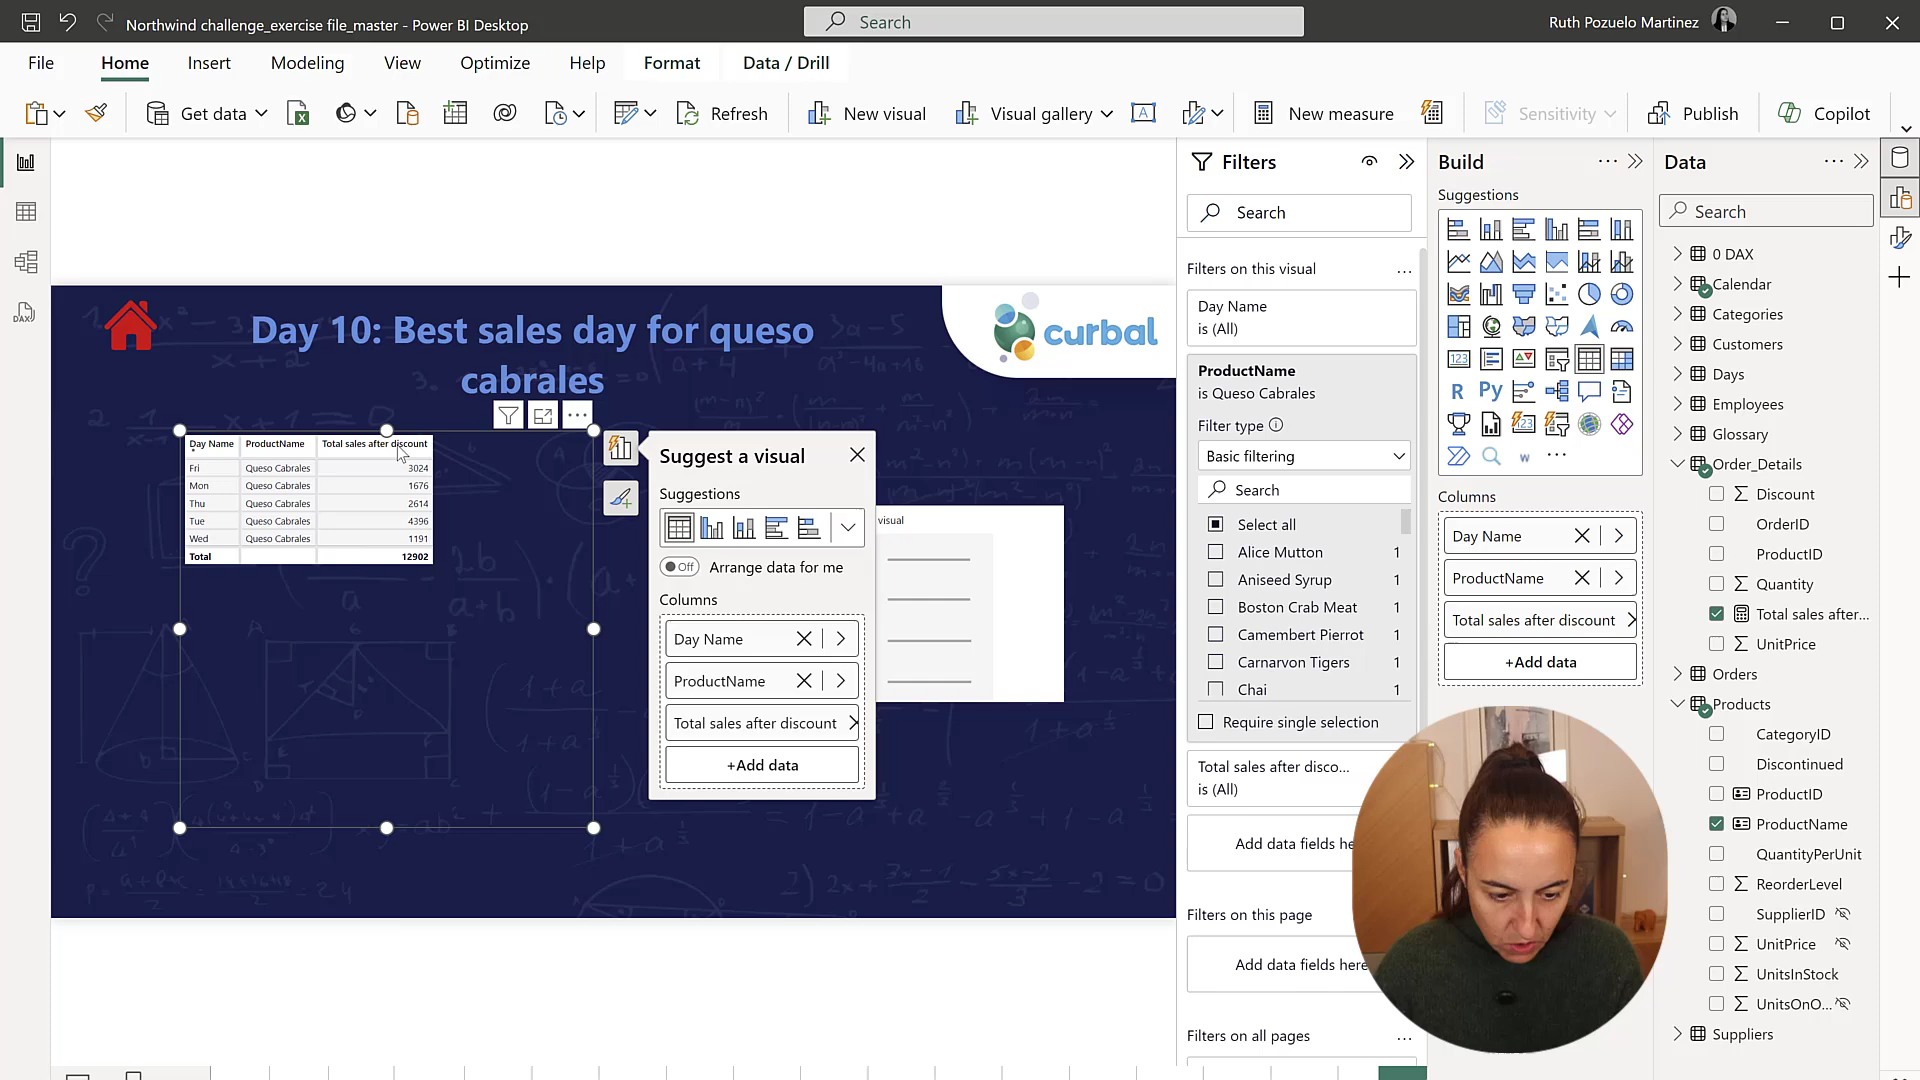 Northwind challenge_exercise file_master - Power BI Desktop
Search
Ruth Pozuelo Martinez
File
Home
Insert
Modeling
View
Optimize
Help
Format
Data / Drill
Get data
Refresh
New visual
Visual gallery
New measure
Sensitivity
Publish
Copilot
Day 10: Best sales day for queso
cabrales
curbal
Day Name ProductName Total sales after discount
Fri Queso Cabrales 3024
Mon Queso Cabrales 1676
Thu Queso Cabrales 2614
Tue Queso Cabrales 4396
Wed Queso Cabrales 1191
Total 12902
Suggest a visual
Suggestions
Off Arrange data for me
Columns
Day Name
ProductName
Total sales after discount
+Add data
visual
Filters
Search
Filters on this visual
Day Name
is (All)
ProductName
is Queso Cabrales
Filter type
Basic filtering
Search
Select all
Alice Mutton 1
Aniseed Syrup 1
Boston Crab Meat 1
Camembert Pierrot 1
Carnarvon Tigers 1
Chai 1
Require single selection
Total sales after disco...
is (All)
Add data fields he
Filters on this page
Add data fields here
Filters on all pages
Build
Suggestions
R
Py
123
Columns
Day Name
ProductName
Total sales after discount
+Add data
Data
Search
0 DAX
Calendar
Categories
Customers
Days
Employees
Glossary
Order_Details
Discount
OrderID
ProductID
Quantity
Total sales after...
UnitPrice
Orders
Products
CategoryID
Discontinued
ProductID
ProductName
QuantityPerUnit
ReorderLevel
SupplierID
UnitPrice
UnitsInStock
UnitsOnO...
Suppliers
DAX